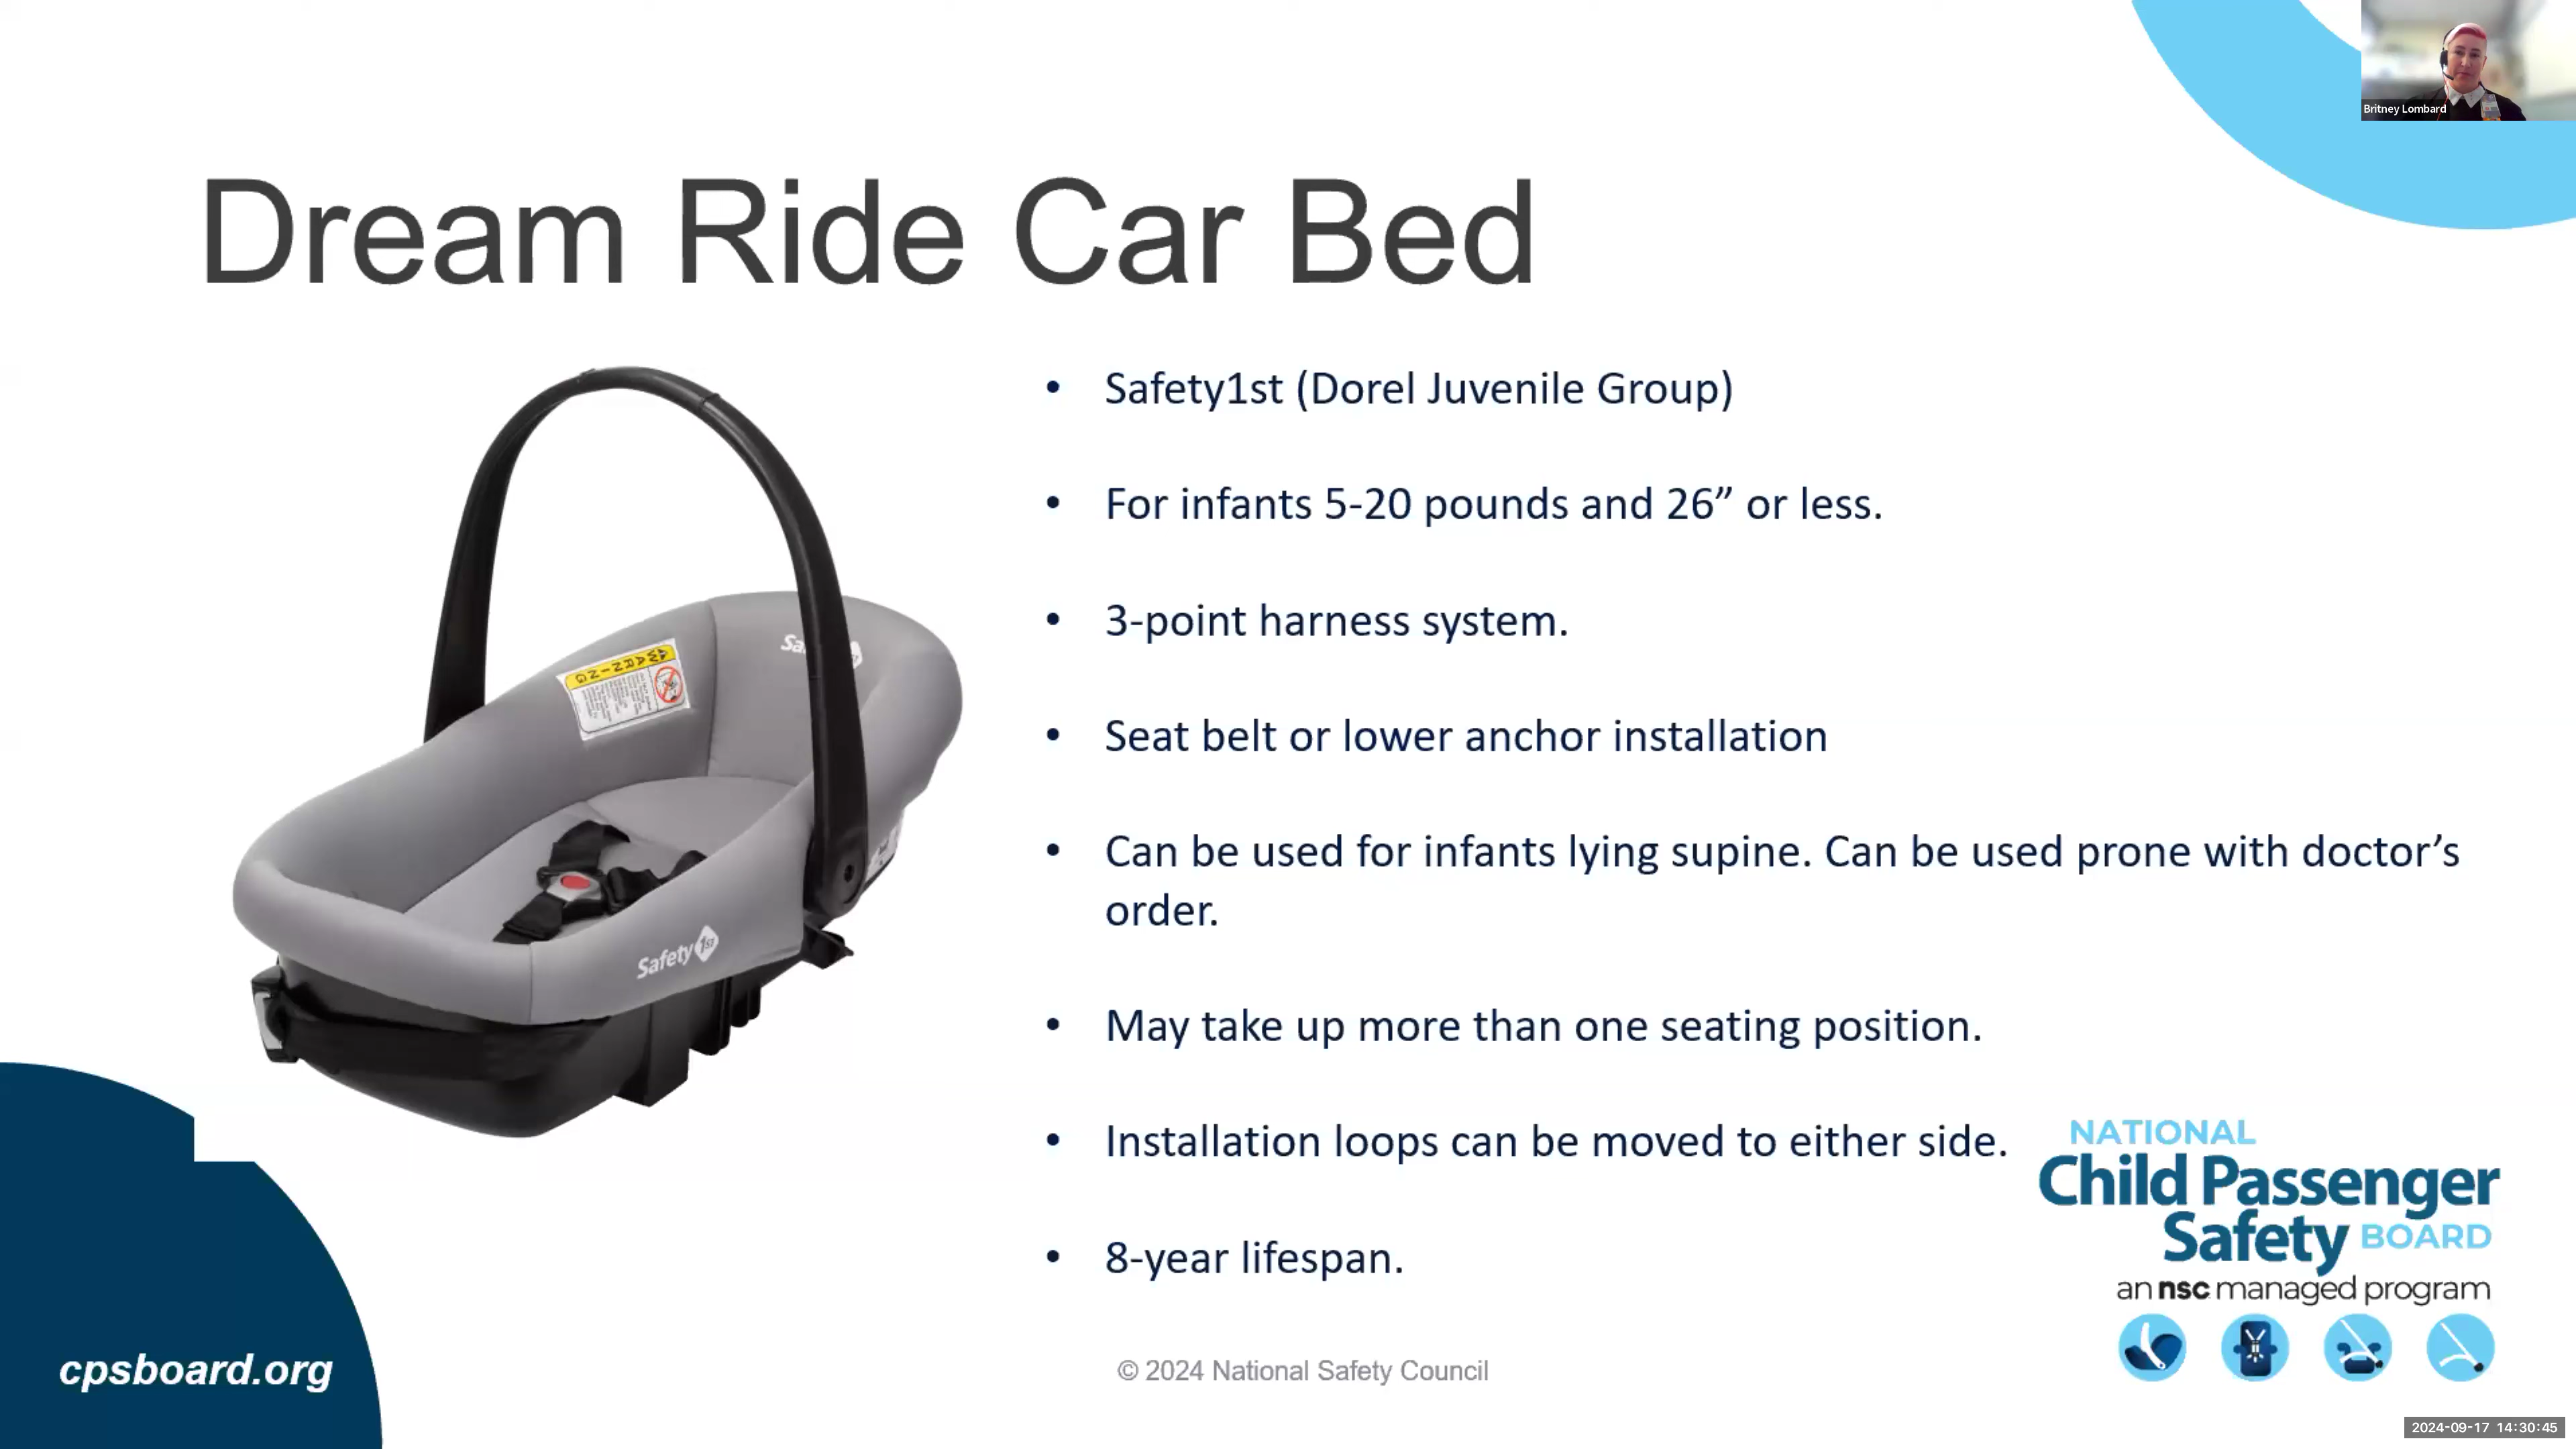 Britney Lombard
Dream Ride Car Bed
• Safety1st (Dorel Juvenile Group)
• For infants 5-20 pounds and 26” or less.
• 3-point harness system.
• Seat belt or lower anchor installation
• Can be used for infants lying supine. Can be used prone with doctor’s
order.
• May take up more than one seating position.
• Installation loops can be moved to either side.
• 8-year lifespan.
WARNING
Safety 1st
NATIONAL
Child Passenger
Safety BOARD
an nsc managed program
cpsboard.org
© 2024 National Safety Council
2024-09-17 14:30:45